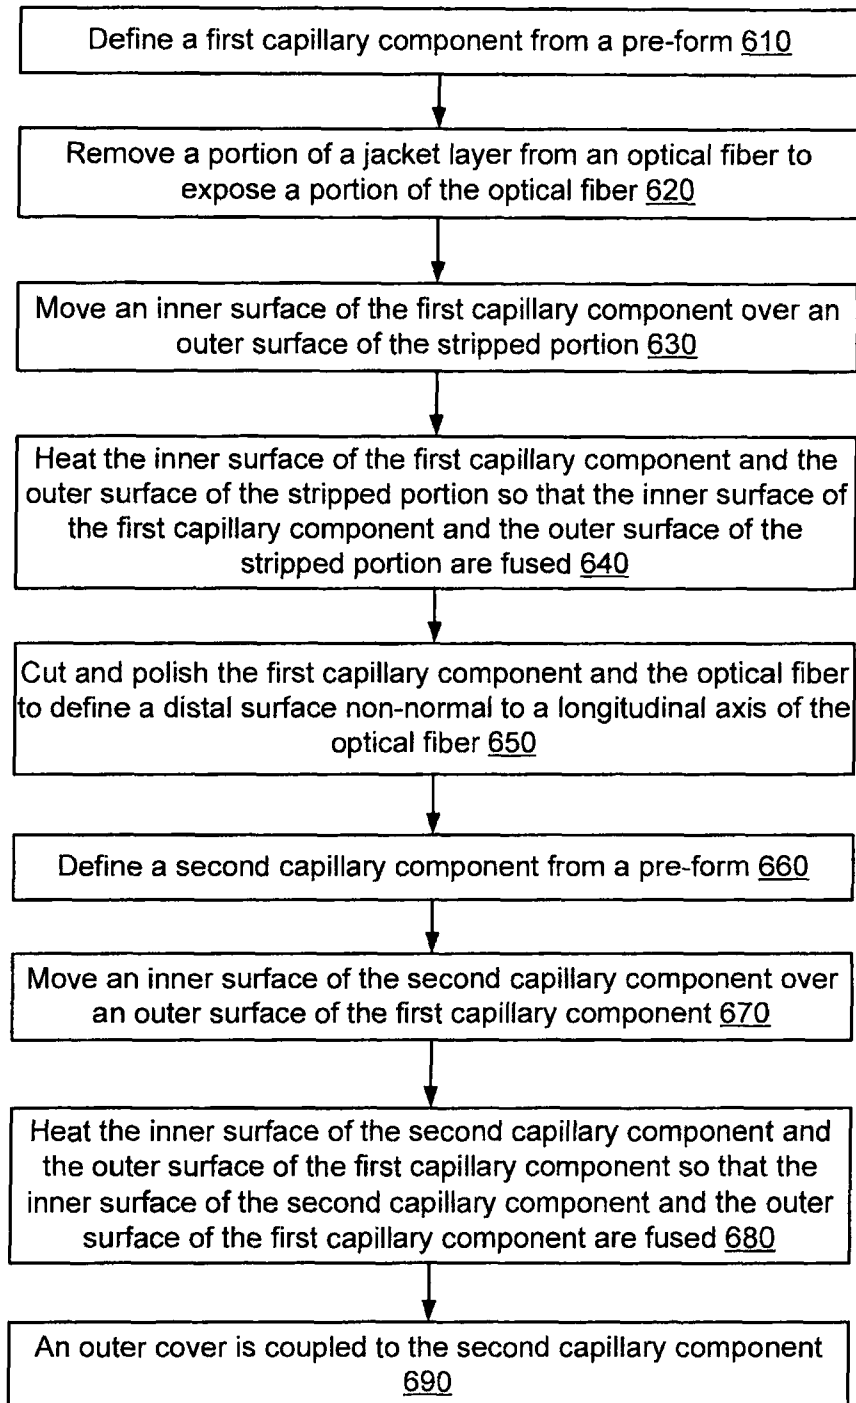 Define a first capillary component from a pre-form 610
Remove a portion of a jacket layer from an optical fiber to
expose a portion of the optical fiber 620
Move an inner surface of the first capillary component over an
outer surface of the stripped portion 630
Heat the inner surface of the first capillary component and the
outer surface of the stripped portion so that the inner surface of
the first capillary component and the outer surface of the
stripped portion are fused 640
Cut and polish the first capillary component and the optical fiber
to define a distal surface non-normal to a longitudinal axis of the
optical fiber 650
Define a second capillary component from a pre-form 660
Move an inner surface of the second capillary component over
an outer surface of the first capillary component 670
Heat the inner surface of the second capillary component and
the outer surface of the first capillary component so that the
inner surface of the second capillary component and the outer
surface of the first capillary component are fused 680
An outer cover is coupled to the second capillary component
690